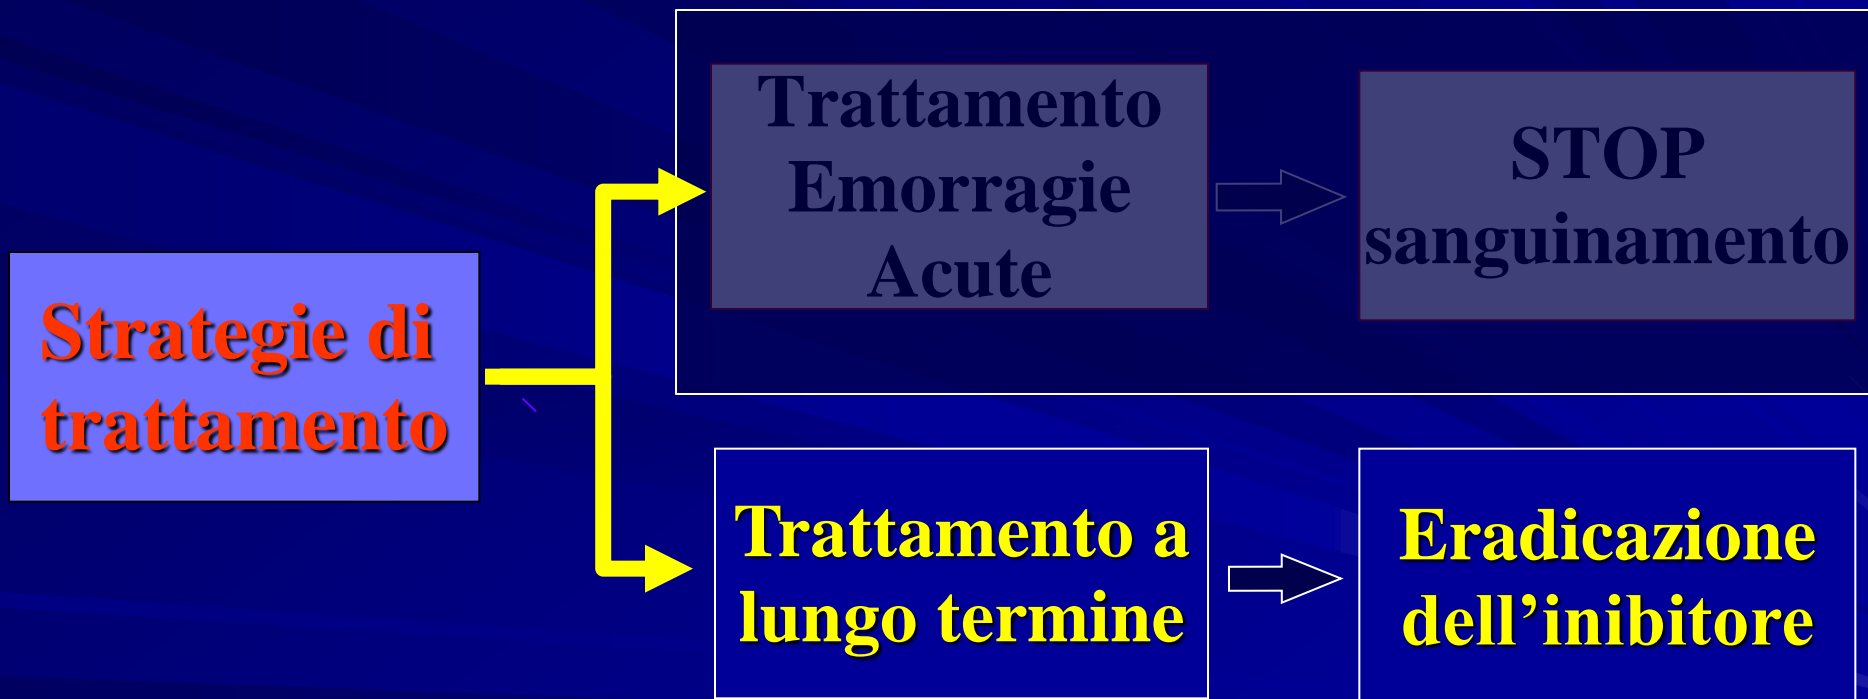 Trattamento
Emorragie
Acute
STOP
sanguinamento
Strategie di
trattamento
Trattamento a
lungo termine
Eradicazione
dell’inibitore